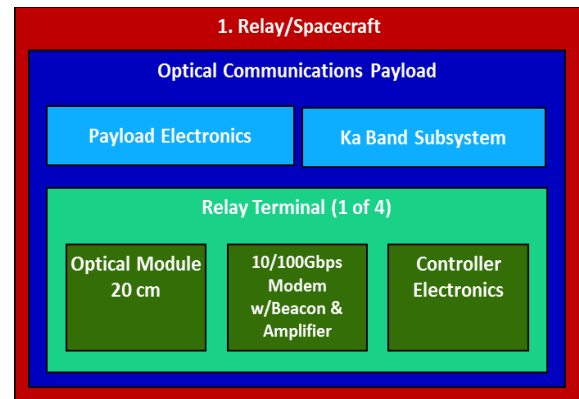 1. Relay/Spacecraft
Optical Communications Payload
Payload Electronics
Ka Band Subsystem
Relay Terminal (1 of 4)
Optical Module
20 cm
10/100Gbps
Modem
w/Beacon &
Amplifier
Controller
Electronics